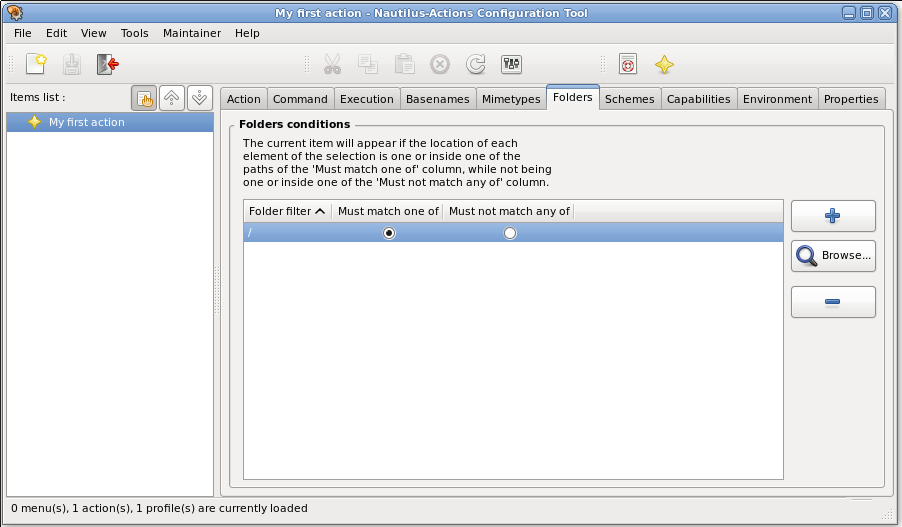 My first action - Nautilus-Actions Configuration Tool
File Edit View Tools Maintainer Help
Items list :
Action Command Execution Basenames Mimetypes Folders Schemes Capabilities Environment Properties
My first action
Folders conditions
The current item will appear if the location of each
element of the selection is one or inside one of the
paths of the 'Must match one of' column, while not being
one or inside one of the 'Must not match any of' column.
Folder filter Must match one of Must not match any of
/
Browse...
0 menu(s), 1 action(s), 1 profile(s) are currently loaded